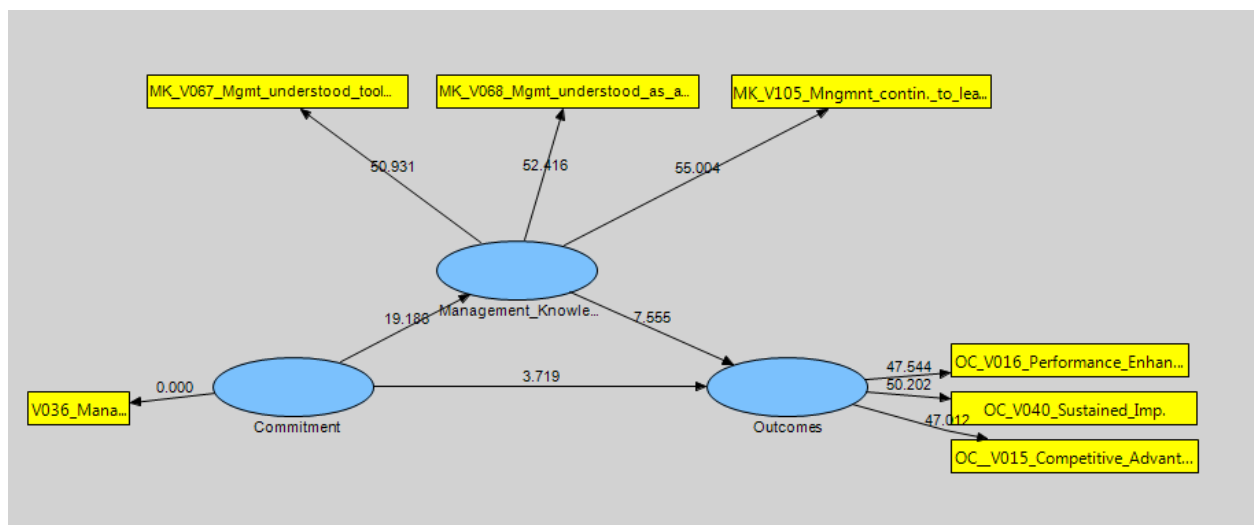 MK_V067_Mgmt_understood_tool...
MK_V068_Mgmt_understood_as_a...
MK_V105_Mngmnt_contin._to_lea...
50.931
52.416
55.004
Management_Knowle...
19.188
7.555
OC_V016_Performance_Enhan...
47.544
50.202
0.000
3.719
V036_Mana...
OC_V040_Sustained_Imp.
47.012
Commitment
Outcomes
OC__V015_Competitive_Advant...